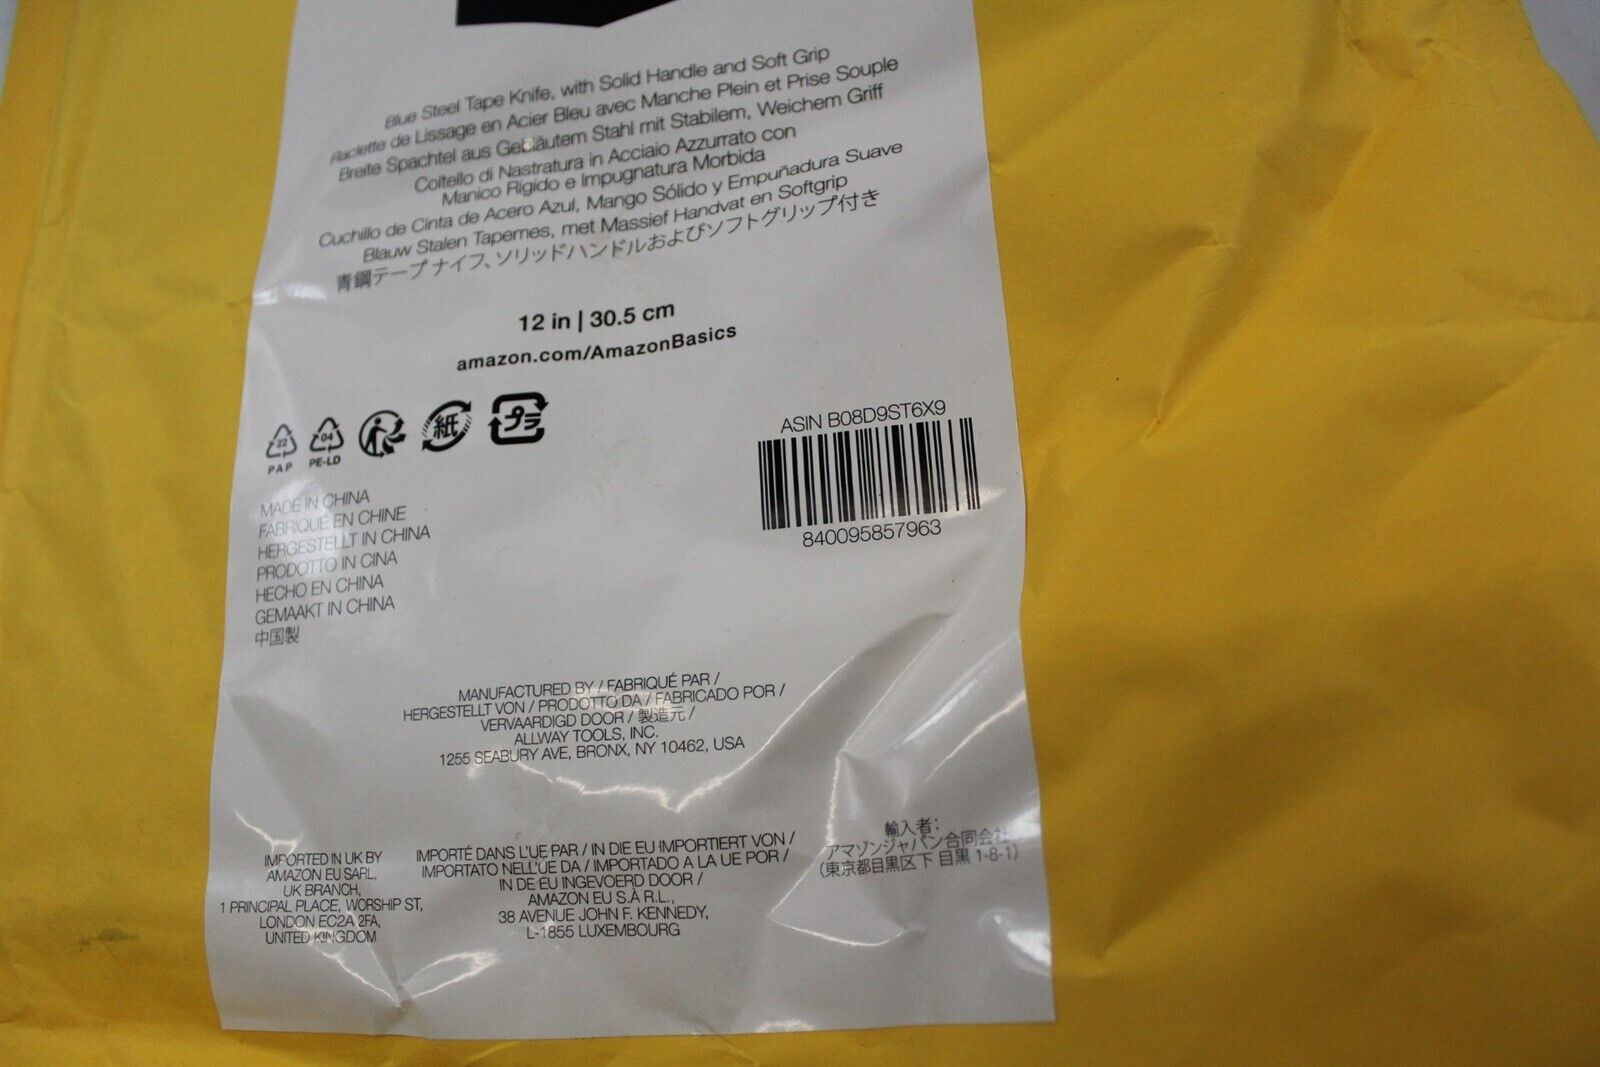 Blue Steel Tape Knife, with Solid Handle and Soft Grip
Raclette de Lissage en Acier Bleu avec Manche Plein et Prise Souple
Breite Spachtel aus Gebläutem Stahl mit Stabilem, Weichem Griff
Coltello di Nastratura in Acciaio Azzurrato con
Manico Rigido e Impugnatura Morbida
Cuchillo de Cinta de Acero Azul, Mango Sólido y Empuñadura Suave
Blauw Stalen Tapemes, met Massief Handvat en Softgrip
青鋼テープ ナイフ、ソリッドハンドルおよびソフトグリップ付き
12 in | 30.5 cm
amazon.com/AmazonBasics
22
PAP
04
PE-LD
紙
プラ
ASIN B08D9ST6X9
840095857963
MADE IN CHINA
FABRIQUÉ EN CHINE
HERGESTELLT IN CHINA
PRODOTTO IN CINA
HECHO EN CHINA
GEMAAKT IN CHINA
中国製
MANUFACTURED BY / FABRIQUÉ PAR /
HERGESTELLT VON / PRODOTTO DA / FABRICADO POR /
VERVAARDIGD DOOR / 製造元 /
ALLWAY TOOLS, INC.
1255 SEABURY AVE, BRONX, NY 10462, USA
IMPORTED IN UK BY
AMAZON EU SARL,
UK BRANCH,
1 PRINCIPAL PLACE, WORSHIP ST,
LONDON EC2A 2FA,
UNITED KINGDOM
IMPORTÉ DANS L'UE PAR / IN DIE EU IMPORTIERT VON /
IMPORTATO NELL'UE DA / IMPORTADO A LA UE POR /
IN DE EU INGEVOERD DOOR /
AMAZON EU S.À R.L.,
38 AVENUE JOHN F. KENNEDY,
L-1855 LUXEMBOURG
輸入者：
アマゾンジャパン合同会社
(東京都目黒区下 目黒 1-8-1)